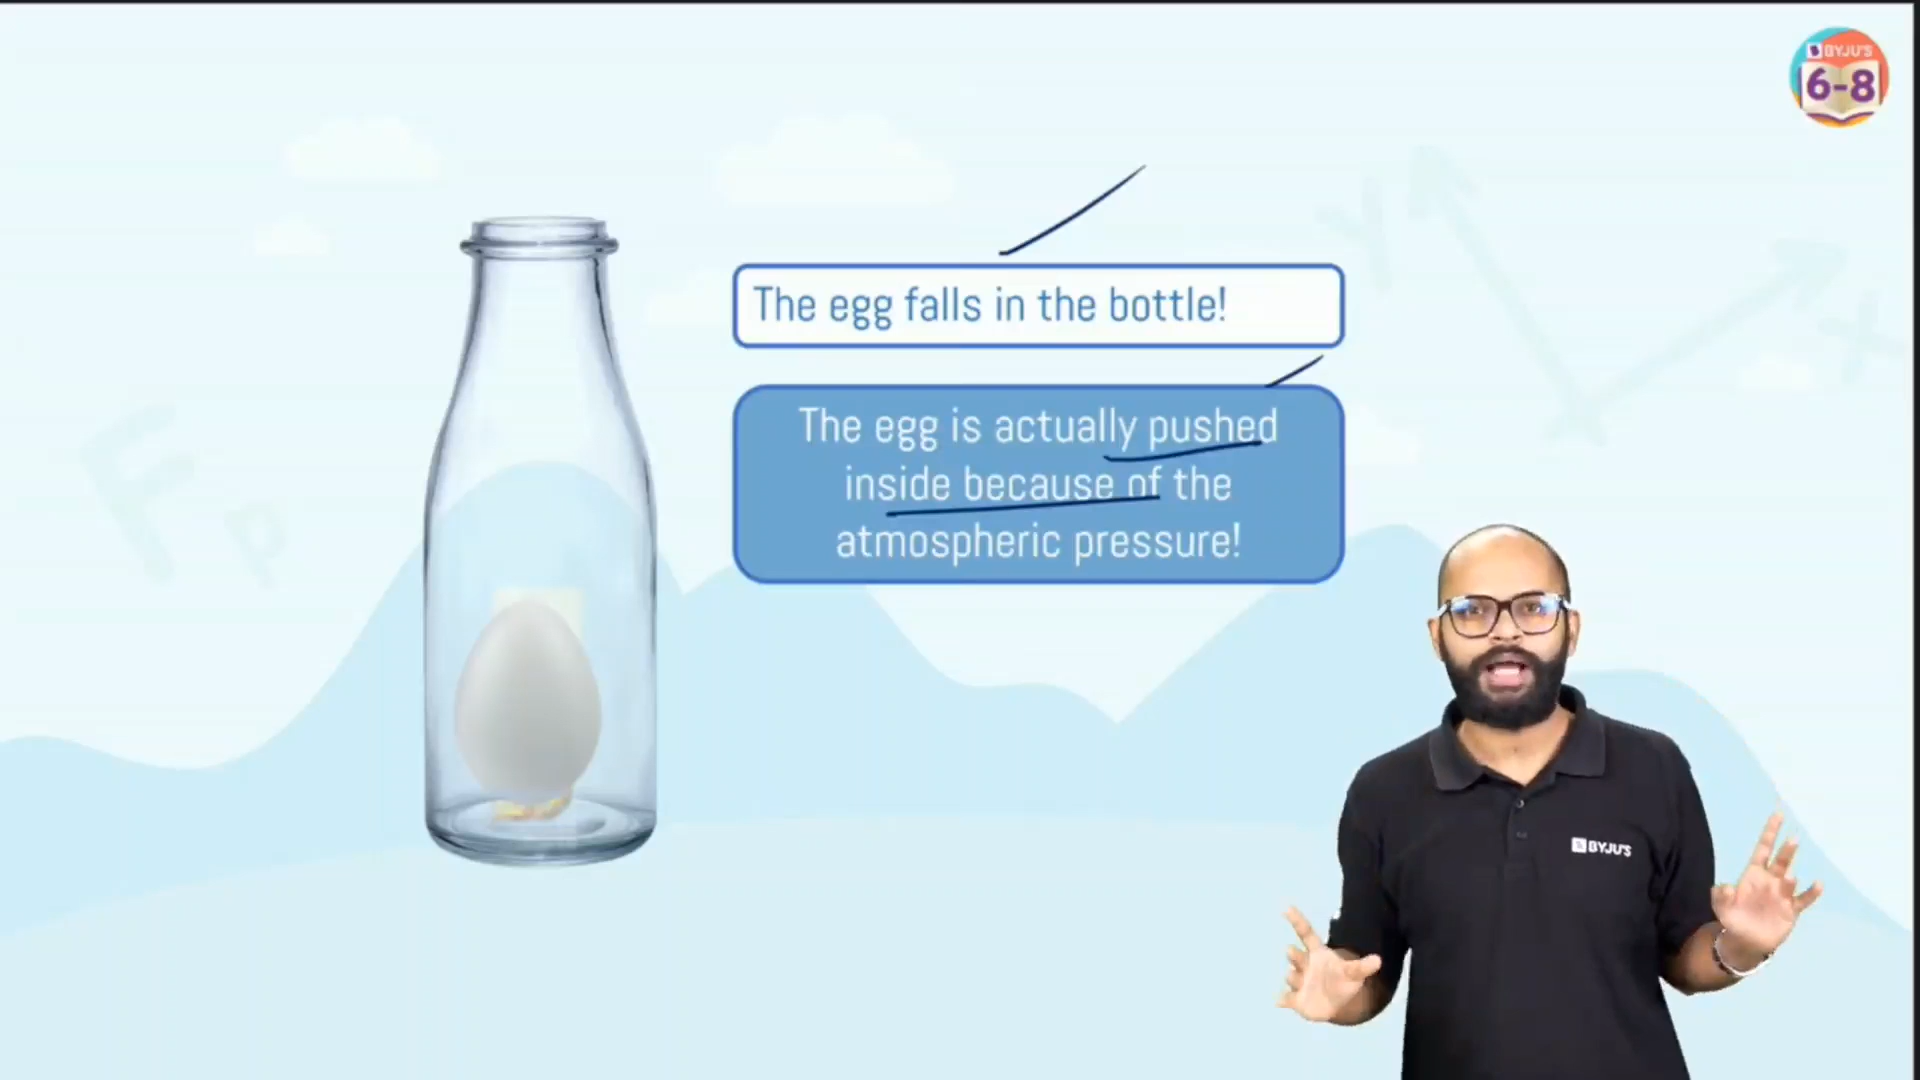 BYJU'S
6-8
The egg falls in the bottle!
The egg is actually pushed
inside because of the
atmospheric pressure!
F
p
Y
X
BYJU'S